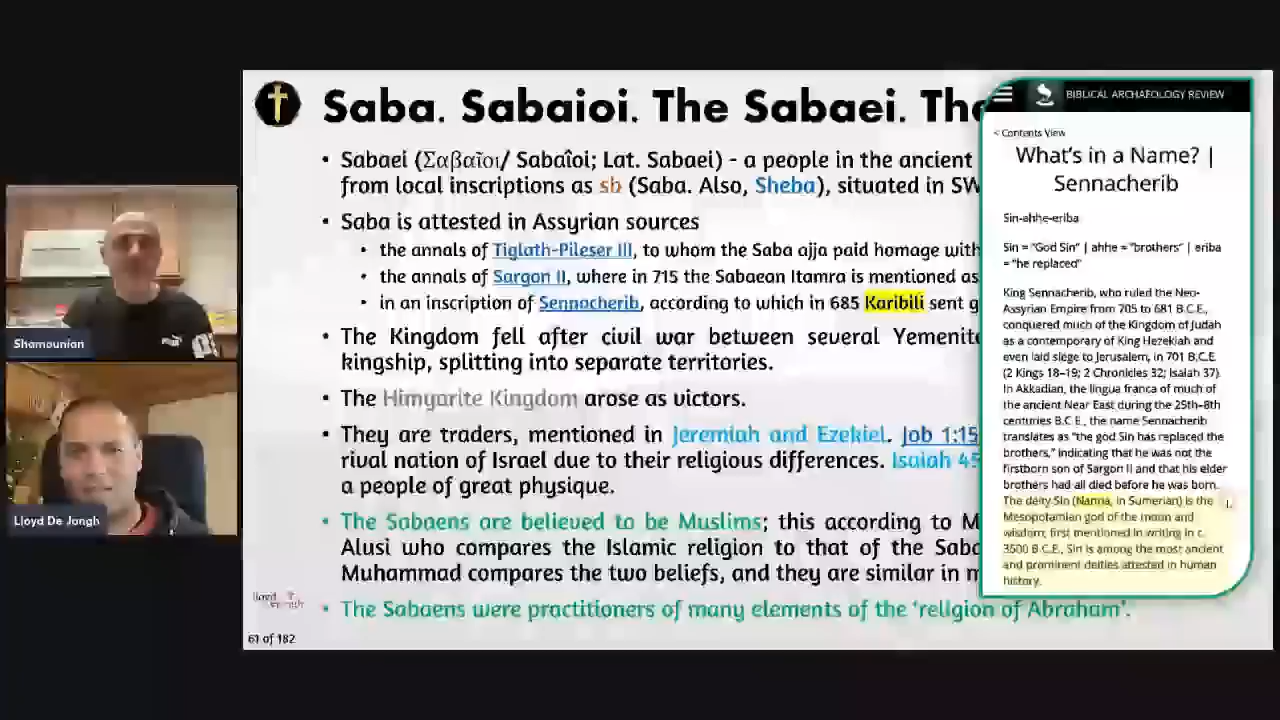 Saba. Sabaioi. The Sabaei. The
Sabaei (Σαβαῖοι/ Sabaîoi; Lat. Sabaei) - a people in the ancient
from local inscriptions as sb (Saba. Also, Sheba), situated in SW
Saba is attested in Assyrian sources
the annals of Tiglath-Pileser III, to whom the Saba ajja paid homage with
the annals of Sargon II, where in 715 the Sabaean Itamra is mentioned as
in an inscription of Sennacherib, according to which in 685 Karibili sent g
The Kingdom fell after civil war between several Yemenite
kingship, splitting into separate territories.
The Himyarite Kingdom arose as victors.
They are traders, mentioned in Jeremiah and Ezekiel. Job 1:15
rival nation of Israel due to their religious differences. Isaiah 45
a people of great physique.
The Sabaens are believed to be Muslims; this according to M
Alusi who compares the Islamic religion to that of the Saba
Muhammad compares the two beliefs, and they are similar in m
The Sabaens were practitioners of many elements of the 'religion of Abraham'.
61 of 182
BIBLICAL ARCHAEOLOGY REVIEW
< Contents View
What's in a Name? |
Sennacherib
Sin-ahhe-eriba
Sin = "God Sin" | ahhe = "brothers" | eriba
= "he replaced"
King Sennacherib, who ruled the Neo-
Assyrian Empire from 705 to 681 B.C.E.,
conquered much of the Kingdom of Judah
as a contemporary of King Hezekiah and
even laid siege to Jerusalem, in 701 B.C.E.
(2 Kings 18–19; 2 Chronicles 32; Isaiah 37).
In Akkadian, the lingua franca of much of
the ancient Near East during the 25th–8th
centuries B.C.E., the name Sennacherib
translates as "the god Sin has replaced the
brothers," indicating that he was not the
firstborn son of Sargon II and that his elder
brothers had all died before he was born.
The deity Sin (Nanna, in Sumerian) is the
Mesopotamian god of the moon and
wisdom, first mentioned in writing in c.
3500 B.C.E., Sin is among the most ancient
and prominent deities attested in human
history.
Shamounian
Lloyd De Jongh